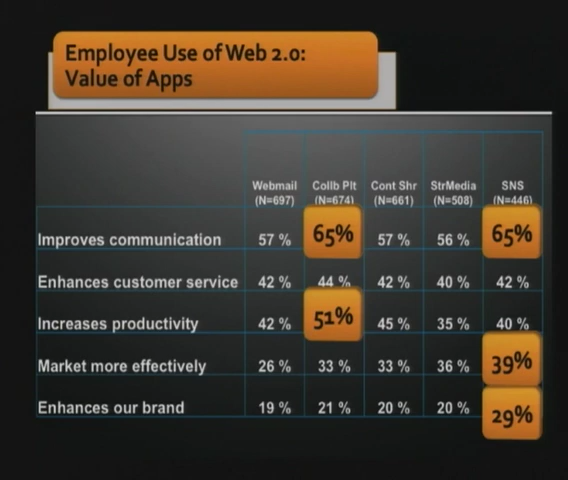 Employee Use of Web 2.0:
Value of Apps
Webmail Collb Plt Cont Shr StrMedia SNS
(N=697) (N=674) (N=661) (N=508) (N=446)
Improves communication 57 % 65% 57 % 56 % 65%
Enhances customer service 42 % 44 % 42 % 40 % 42 %
Increases productivity 42 % 51% 45 % 35 % 40 %
Market more effectively 26 % 33 % 33 % 36 % 39%
Enhances our brand 19 % 21 % 20 % 20 % 29%